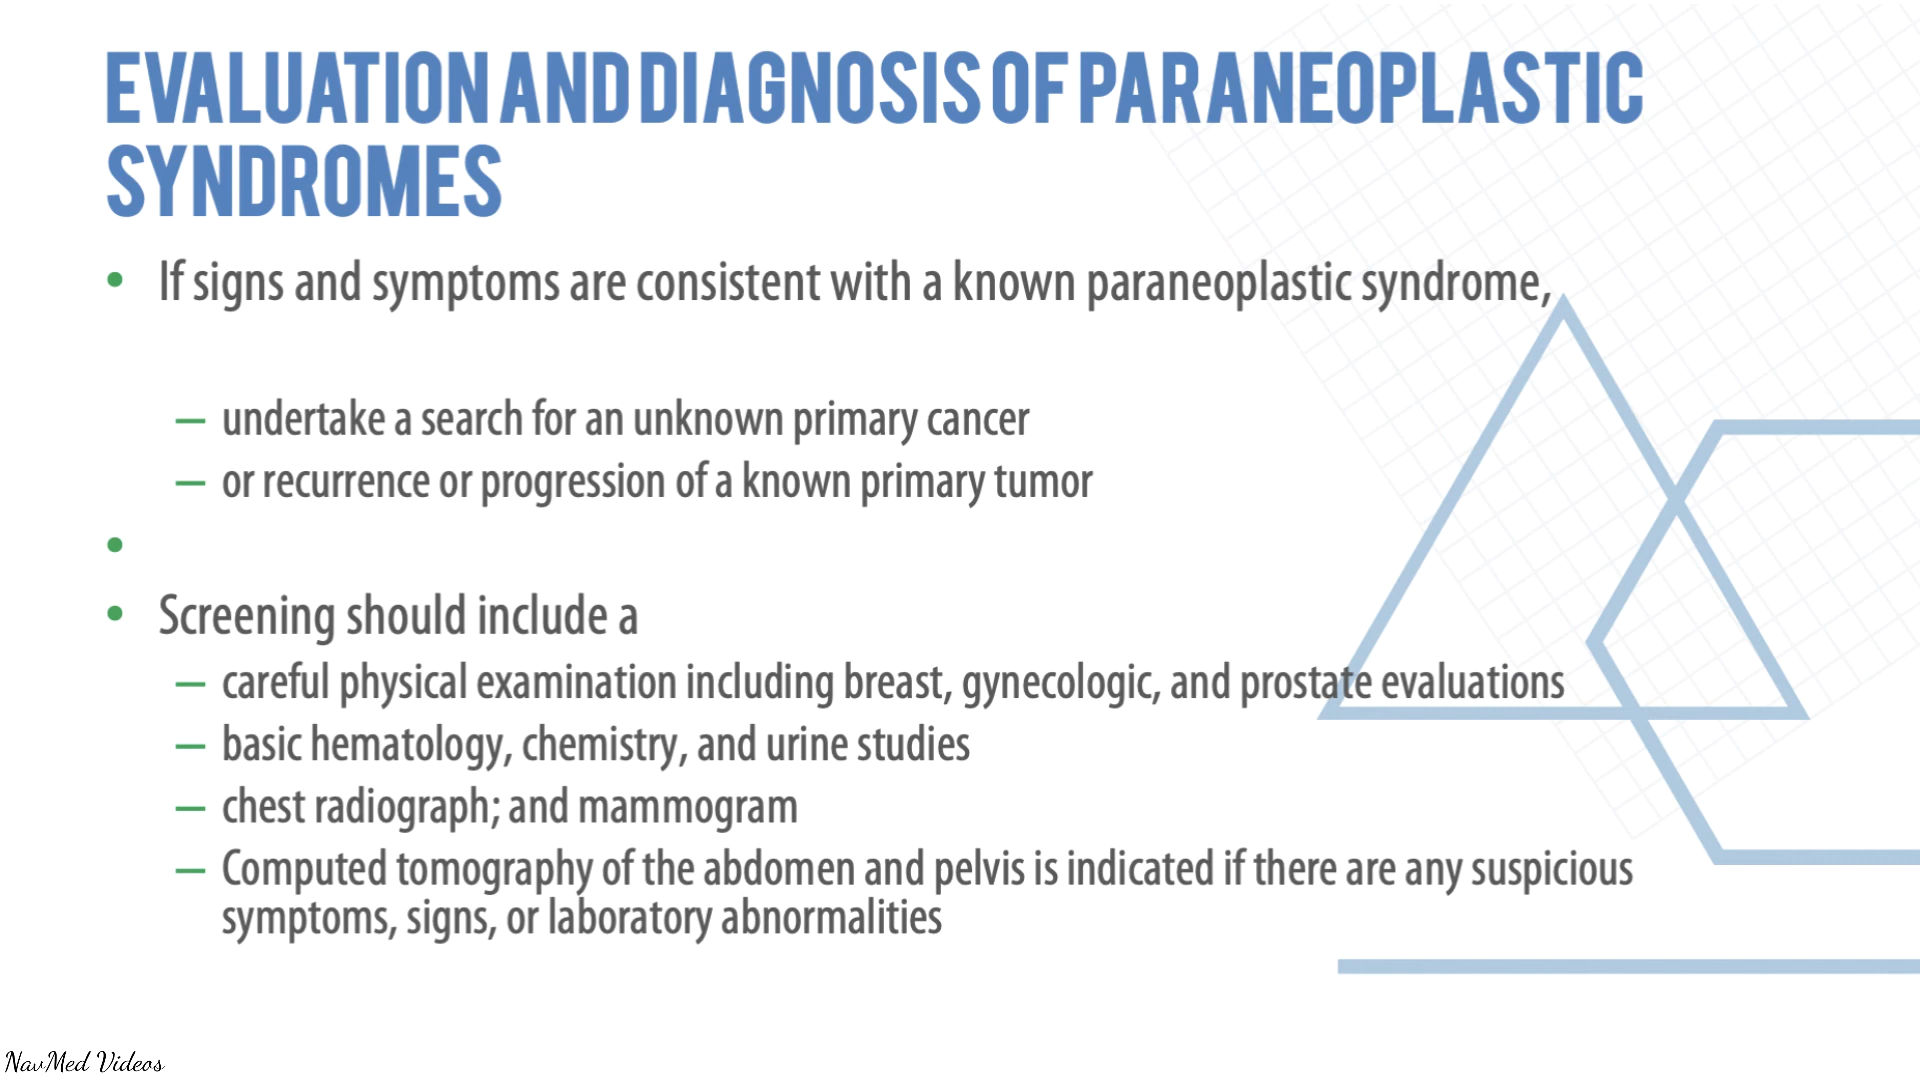 EVALUATION AND DIAGNOSIS OF PARANEOPLASTIC
SYNDROMES
• If signs and symptoms are consistent with a known paraneoplastic syndrome,
– undertake a search for an unknown primary cancer
– or recurrence or progression of a known primary tumor
•
• Screening should include a
– careful physical examination including breast, gynecologic, and prostate evaluations
– basic hematology, chemistry, and urine studies
– chest radiograph; and mammogram
– Computed tomography of the abdomen and pelvis is indicated if there are any suspicious
symptoms, signs, or laboratory abnormalities
NavMed Videos